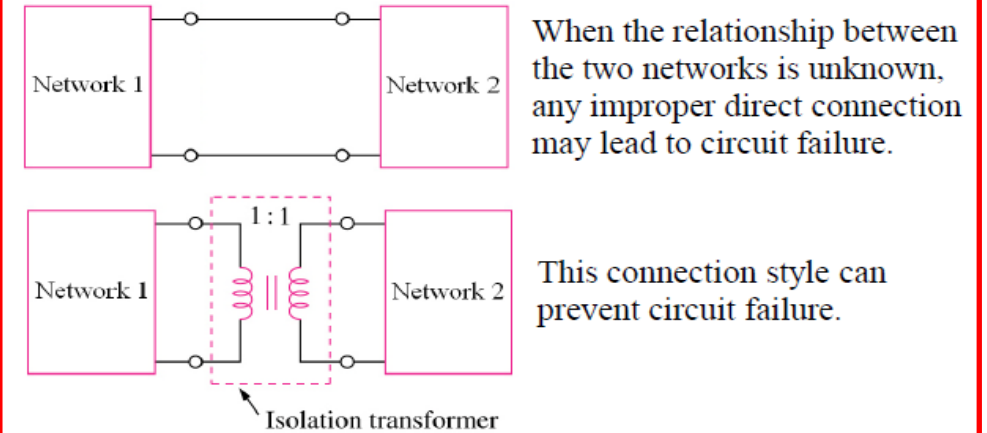 Network 1
Network 2
When the relationship between
the two networks is unknown,
any improper direct connection
may lead to circuit failure.
1:1
Network 1
Network 2
This connection style can
prevent circuit failure.
Isolation transformer